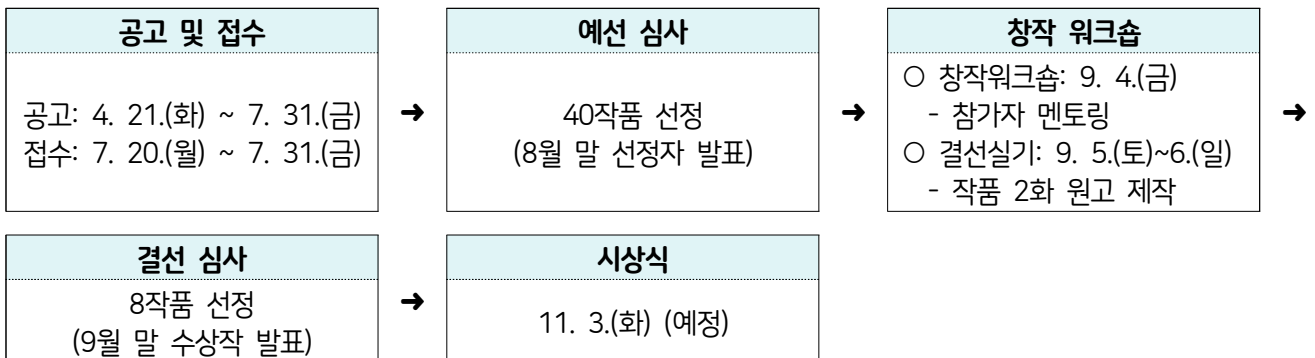 공고 및 접수
공고: 4. 21.(화) ~ 7. 31.(금)
접수: 7. 20.(월) ~ 7. 31.(금)
➜
예선 심사
40작품 선정
(8월 말 선정자 발표)
➜
창작 워크숍
○ 창작워크숍: 9. 4.(금)
- 참가자 멘토링
○ 결선실기: 9. 5.(토)~6.(일)
- 작품 2화 원고 제작
➜
결선 심사
8작품 선정
(9월 말 수상작 발표)
➜
시상식
11. 3.(화) (예정)